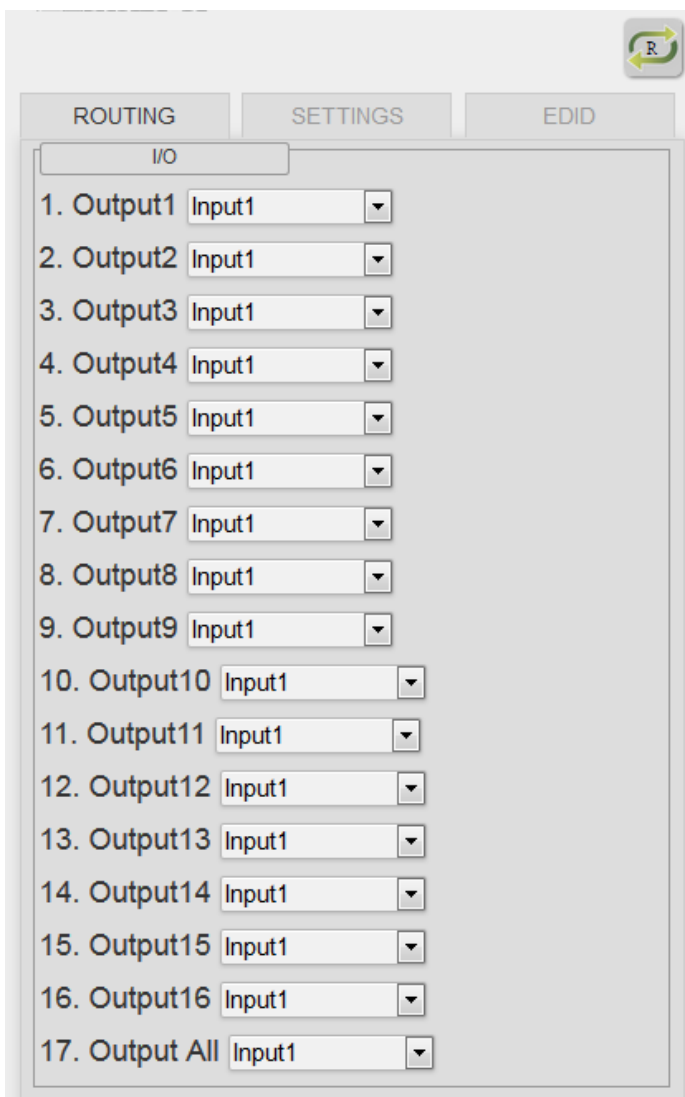 R
ROUTING SETTINGS EDID
I/O
1. Output1 Input1
2. Output2 Input1
3. Output3 Input1
4. Output4 Input1
5. Output5 Input1
6. Output6 Input1
7. Output7 Input1
8. Output8 Input1
9. Output9 Input1
10. Output10 Input1
11. Output11 Input1
12. Output12 Input1
13. Output13 Input1
14. Output14 Input1
15. Output15 Input1
16. Output16 Input1
17. Output All Input1